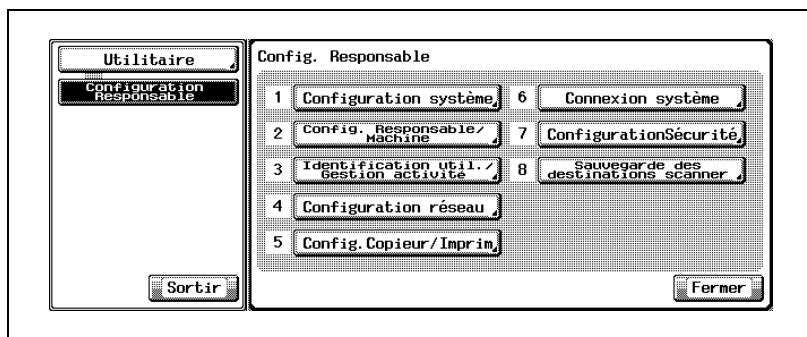 Utilitaire
Configuration
Responsable
Sortir
Config. Responsable
1 Configuration système
2 Config. Responsable/
Machine
3 Identification util./
Gestion activité
4 Configuration réseau
5 Config.Copieur/Imprim
6 Connexion système
7 ConfigurationSécurité
8 Sauvegarde des
destinations scanner
Fermer